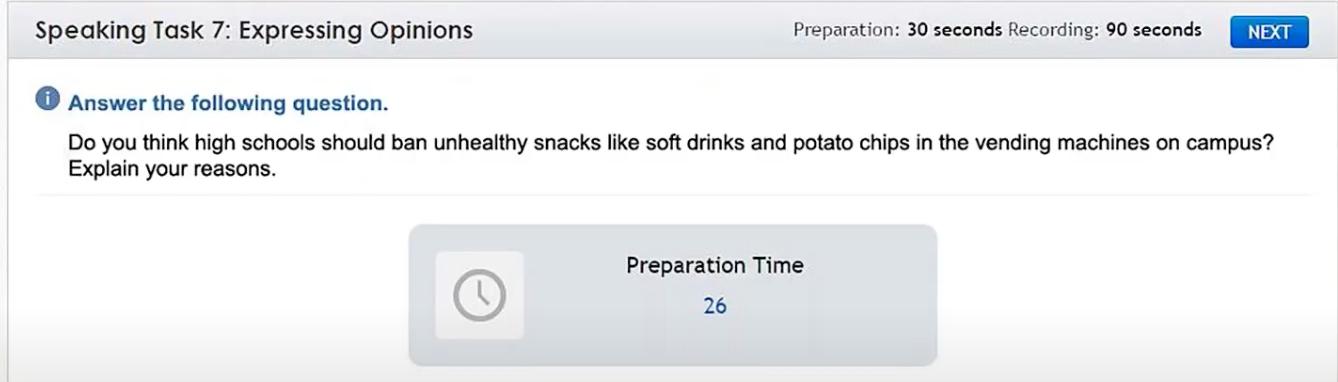 Speaking Task 7: Expressing Opinions
Preparation: 30 seconds Recording: 90 seconds
NEXT
i Answer the following question.
Do you think high schools should ban unhealthy snacks like soft drinks and potato chips in the vending machines on campus?
Explain your reasons.
Preparation Time
26